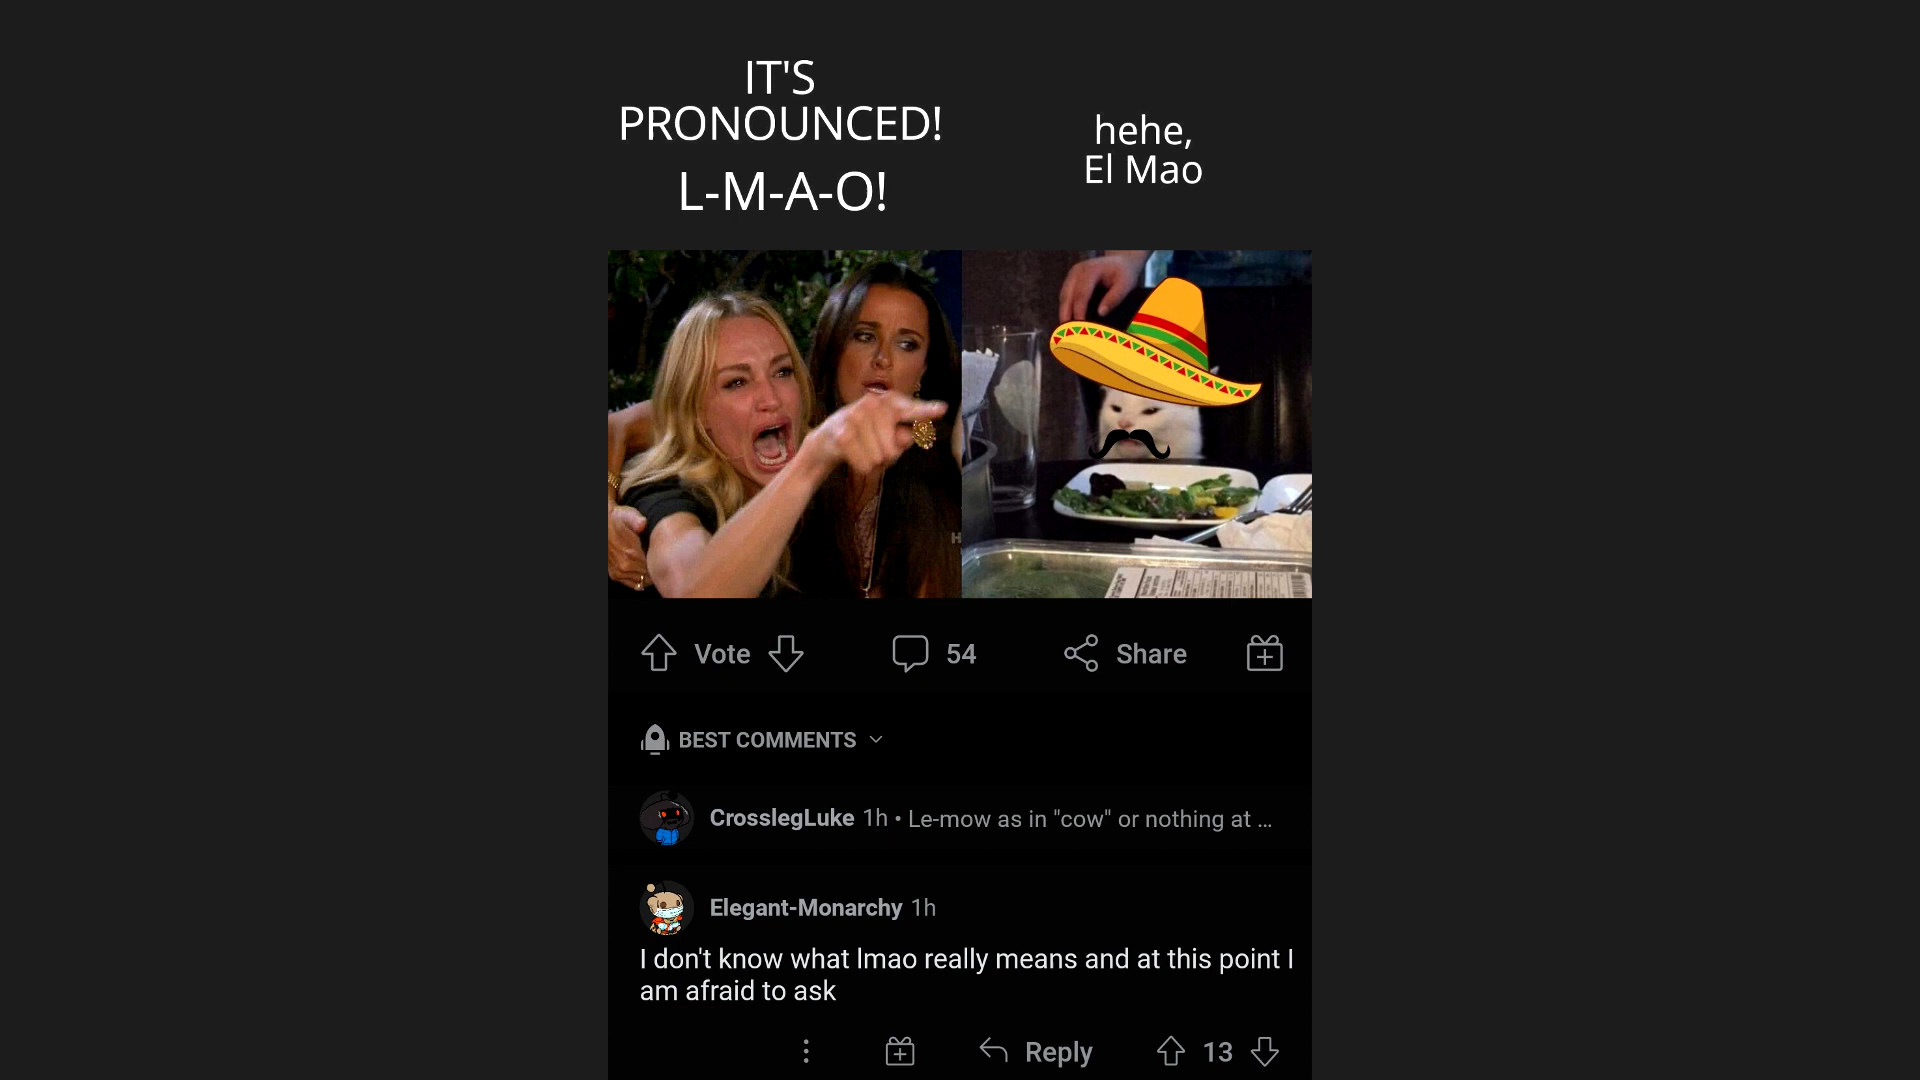 IT'S
PRONOUNCED!
L-M-A-O!
hehe,
El Mao
H
Vote
54
Share
BEST COMMENTS
CrosslegLuke 1h • Le-mow as in "cow" or nothing at ...
Elegant-Monarchy 1h
I don't know what lmao really means and at this point I
am afraid to ask
Reply
13